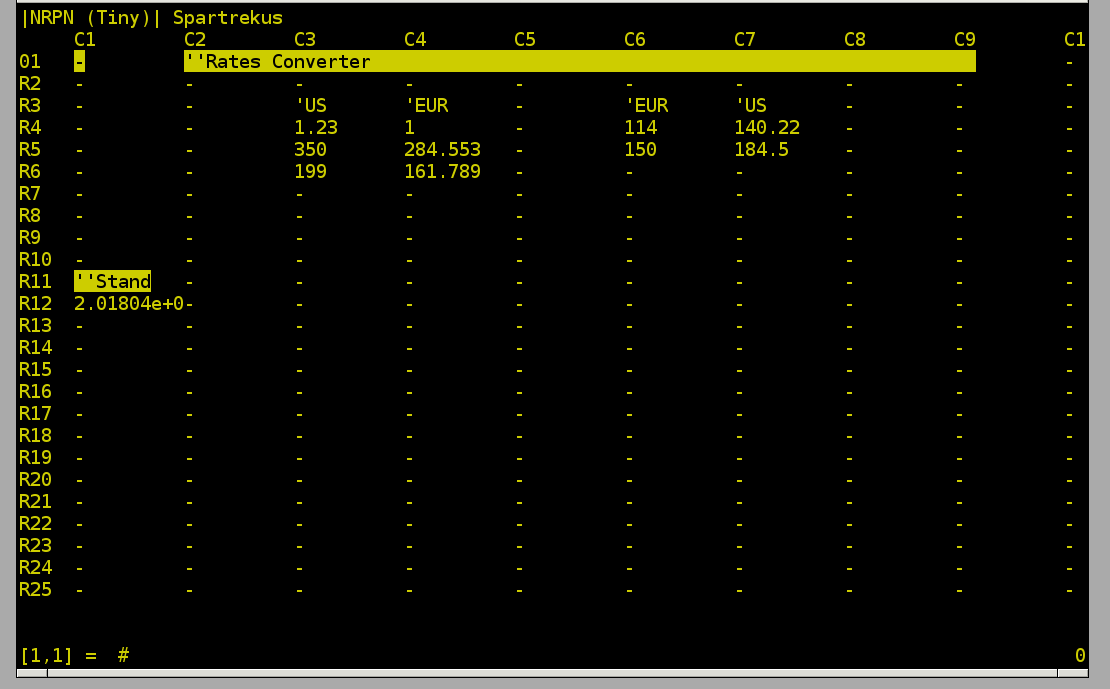 |NRPN (Tiny)| Spartrekus
C1 C2 C3 C4 C5 C6 C7 C8 C9 C1
01 - ''Rates Converter -
R2 - - - - - - - - - -
R3 - - 'US 'EUR - 'EUR 'US - - -
R4 - - 1.23 1 - 114 140.22 - - -
R5 - - 350 284.553 - 150 184.5 - - -
R6 - - 199 161.789 - - - - - -
R7 - - - - - - - - - -
R8 - - - - - - - - - -
R9 - - - - - - - - - -
R10 - - - - - - - - - -
R11 ''Stand - - - - - - - - -
R12 2.01804e+0- - - - - - - - -
R13 - - - - - - - - - -
R14 - - - - - - - - - -
R15 - - - - - - - - - -
R16 - - - - - - - - - -
R17 - - - - - - - - - -
R18 - - - - - - - - - -
R19 - - - - - - - - - -
R20 - - - - - - - - - -
R21 - - - - - - - - - -
R22 - - - - - - - - - -
R23 - - - - - - - - - -
R24 - - - - - - - - - -
R25 - - - - - - - - - -
[1,1] = # 0